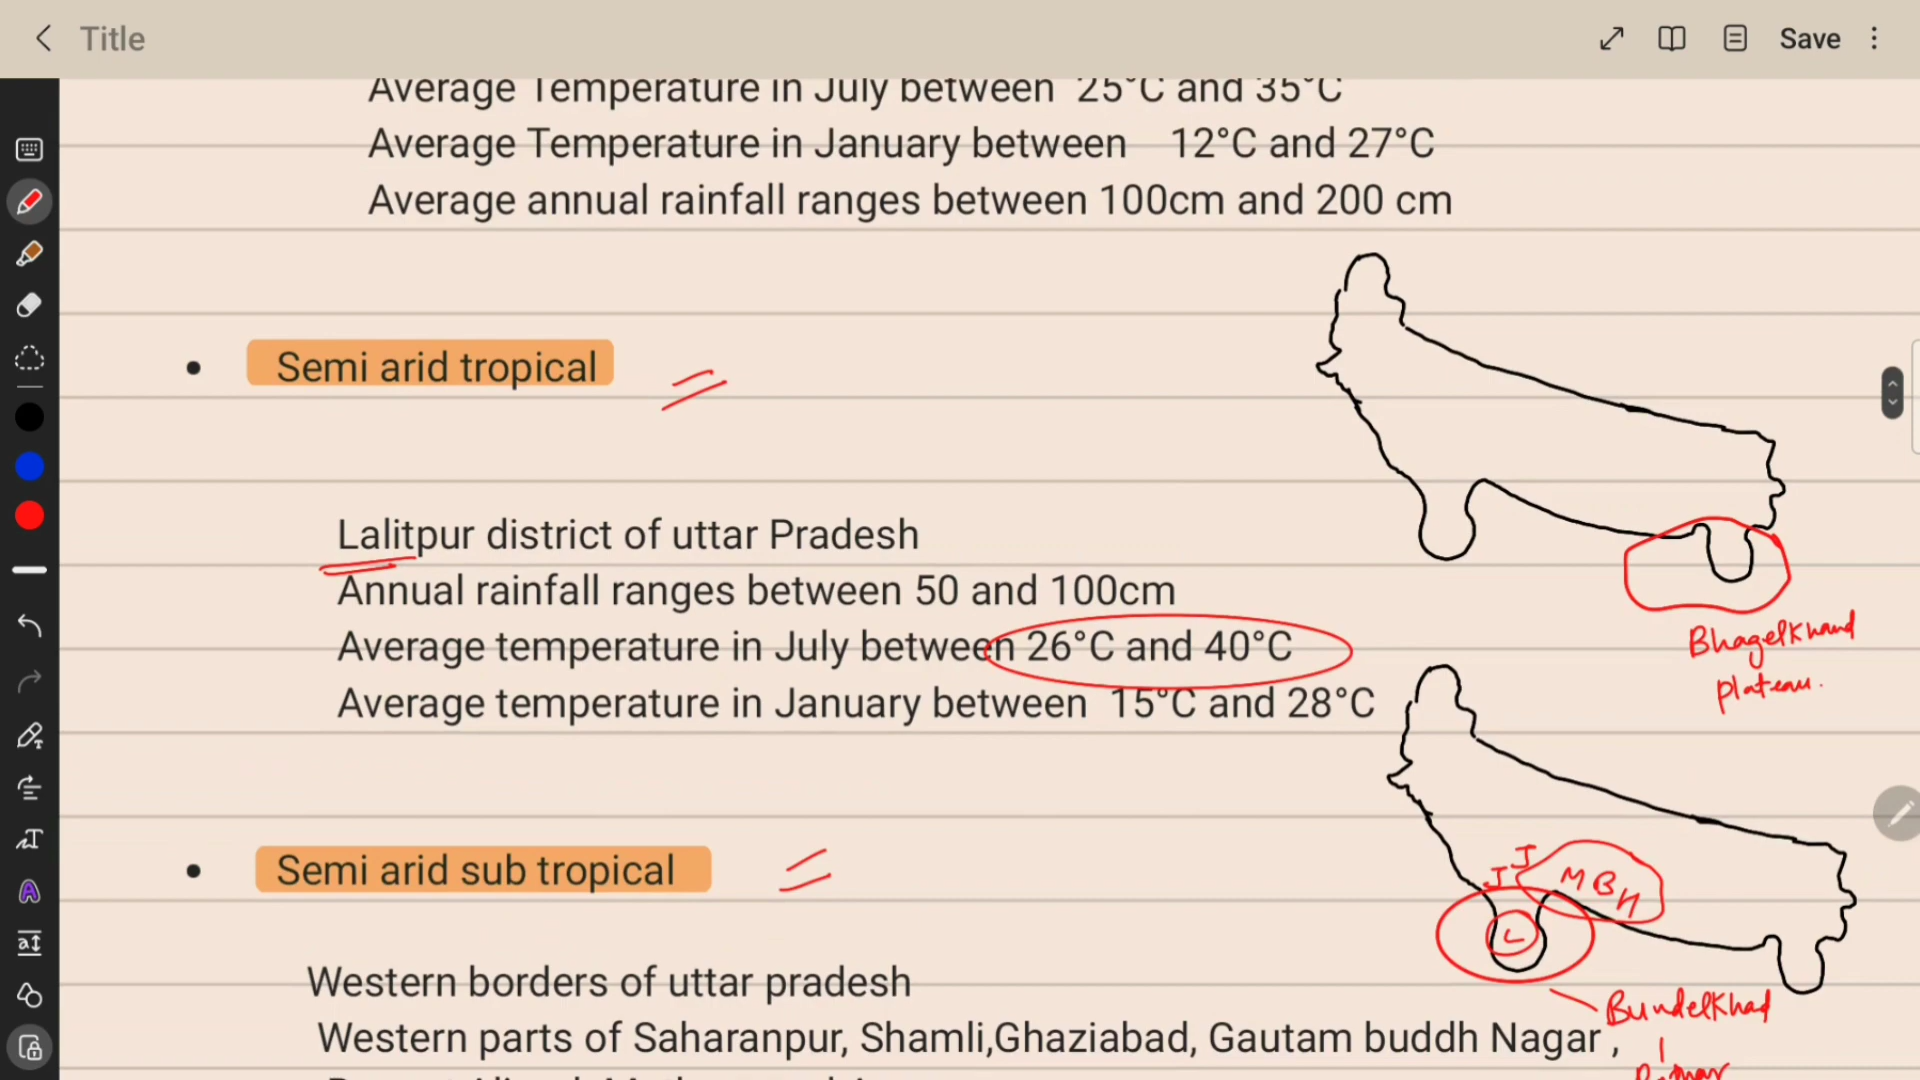 Title
Save
Average Temperature in July between 25°C and 35°C
Average Temperature in January between 12°C and 27°C
Average annual rainfall ranges between 100cm and 200 cm
• Semi arid tropical
Lalitpur district of uttar Pradesh
Annual rainfall ranges between 50 and 100cm
Average temperature in July between 26°C and 40°C
Bhagelkhand
plateau.
Average temperature in January between 15°C and 28°C
• Semi arid sub tropical
J J M B H
L
Western borders of uttar pradesh
Bundelkhad
Western parts of Saharanpur, Shamli,Ghaziabad, Gautam buddh Nagar ,